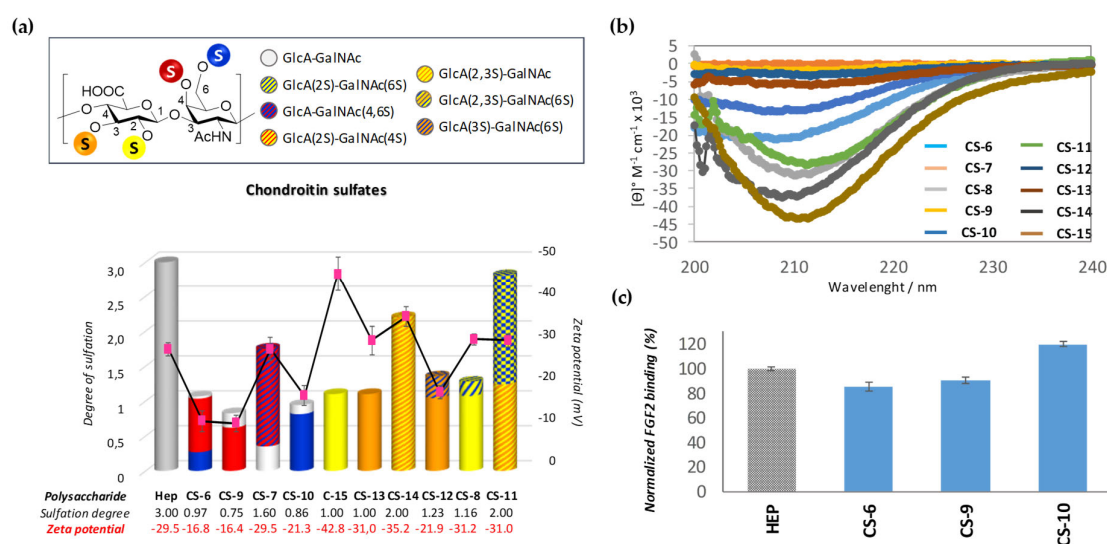 (a)
S
S
HOOC
O
O
6
4
O
O
1
4
O
O
3
2
O
3
S
AcHN
S
GlcA-GalNAc
GlcA(2S)-GalNAc(6S)
GlcA-GalNAc(4,6S)
GlcA(2S)-GalNAc(4S)
GlcA(2,3S)-GalNAc
GlcA(2,3S)-GalNAc(6S)
GlcA(3S)-GalNAc(6S)
Chondroitin sulfates
Degree of sulfation
3,0
2,5
2,0
1,5
1
0,5
0
-50
-40
-30
-20
-10
0
Zeta potential (mV)
Polysaccharide Hep CS-6 CS-9 CS-7 CS-10 C-15 CS-13 CS-14 CS-12 CS-8 CS-11
Sulfation degree 3.00 0.97 0.75 1.60 0.86 1.00 1.00 2.00 1.23 1.16 2.00
Zeta potential -29.5 -16.8 -16.4 -29.5 -21.3 -42.8 -31,0 -35.2 -21.9 -31.2 -31.0
(b)
[Θ]° M⁻¹ cm⁻¹ x 10³
5
0
-5
-10
-15
-20
-25
-30
-35
-40
-45
-50
CS-6 CS-11
CS-7 CS-12
CS-8 CS-13
CS-9 CS-14
CS-10 CS-15
200 210 220 230 240
Wavelenght / nm
(c)
Normalized FGF2 binding (%)
120
100
80
60
40
20
0
HEP CS-6 CS-9 CS-10